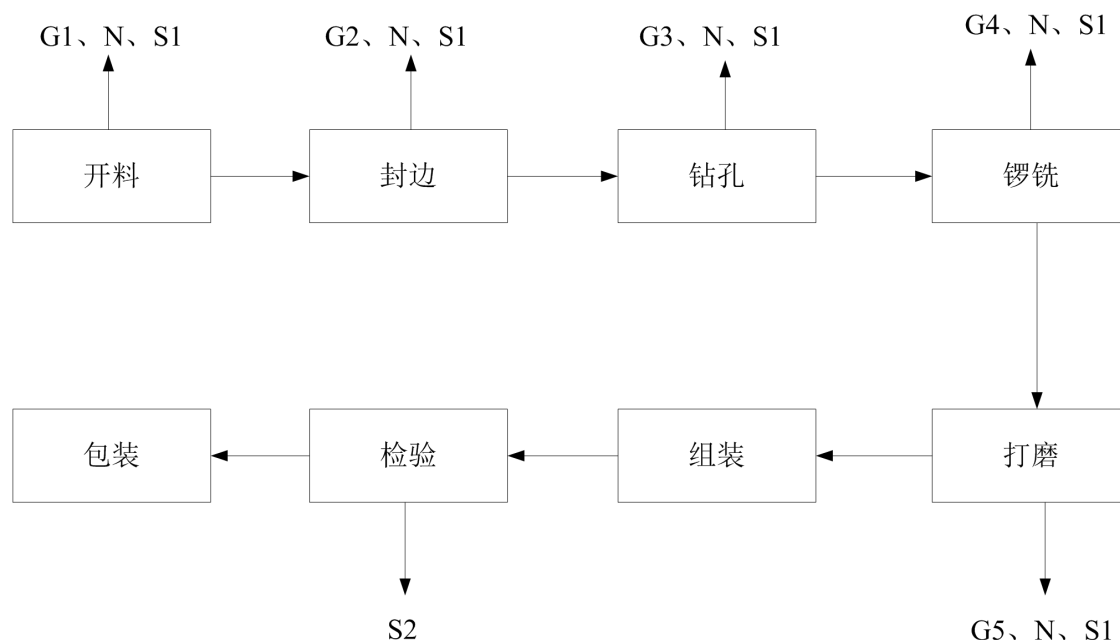 G1、N、S1
G2、N、S1
G3、N、S1
G4、N、S1
开料
封边
钻孔
锣铣
包装
检验
组装
打磨
S2
G5、N、S1